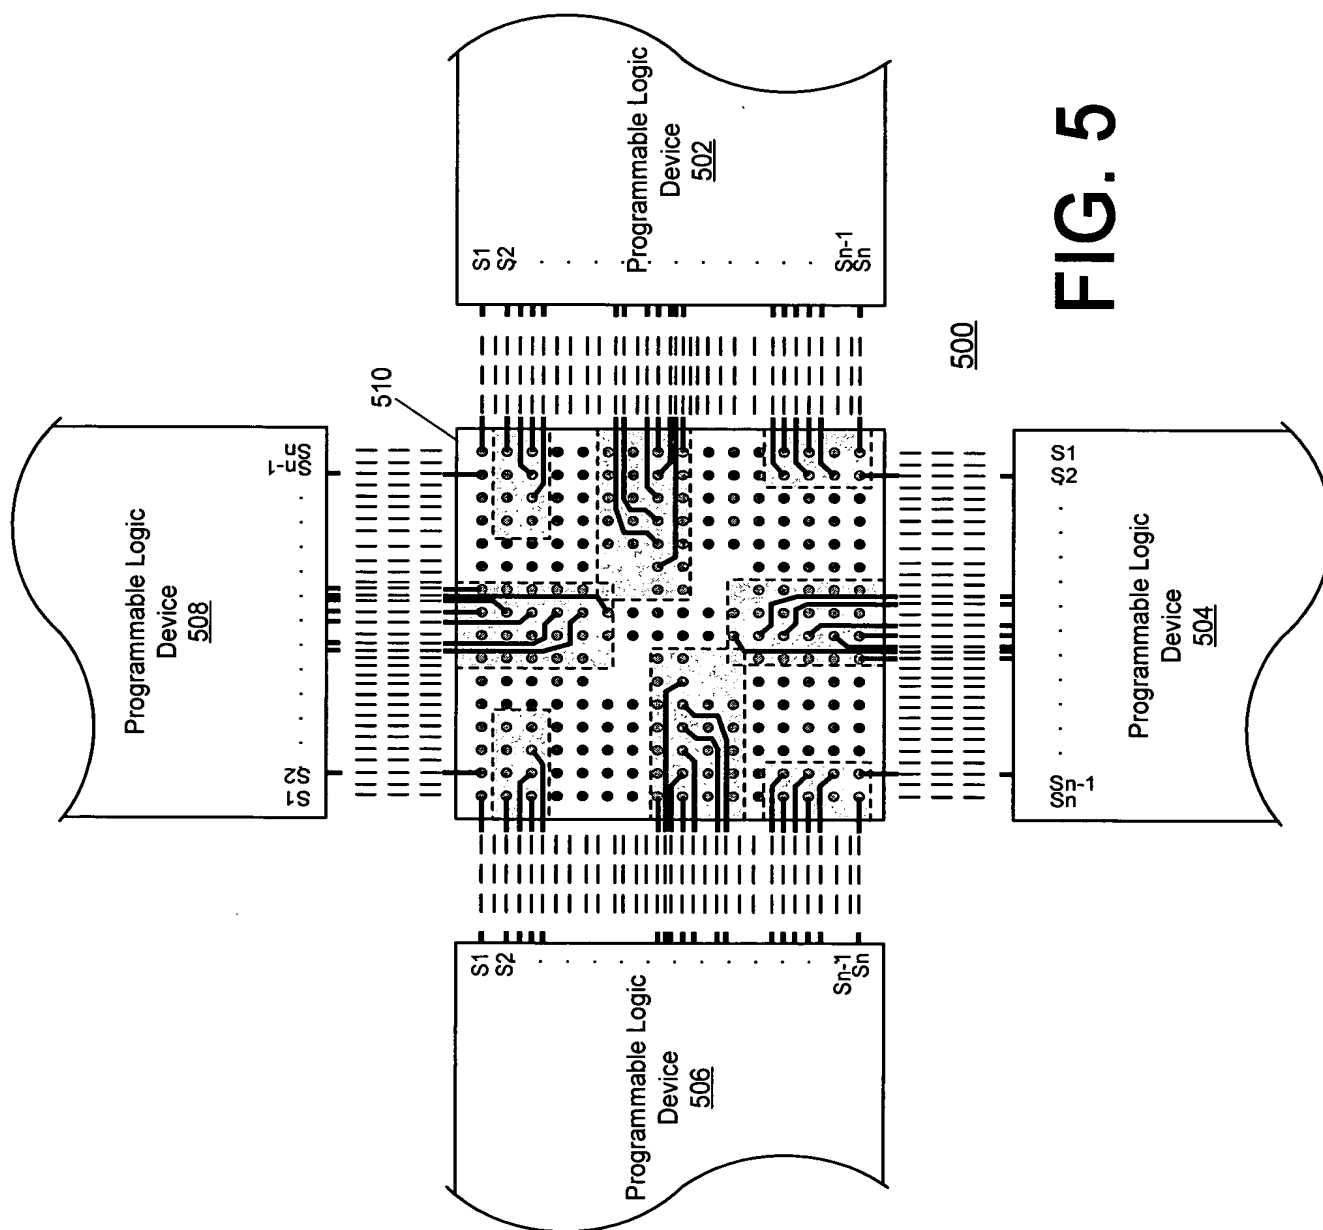 Programmable Logic
Device
508
Sn
Sn-1
S2
S1
510
Programmable Logic
Device
502
S1
S2
Sn-1
Sn
Programmable Logic
Device
506
S1
S2
Sn-1
Sn
Programmable Logic
Device
504
S1
S2
Sn-1
Sn
500
FIG. 5